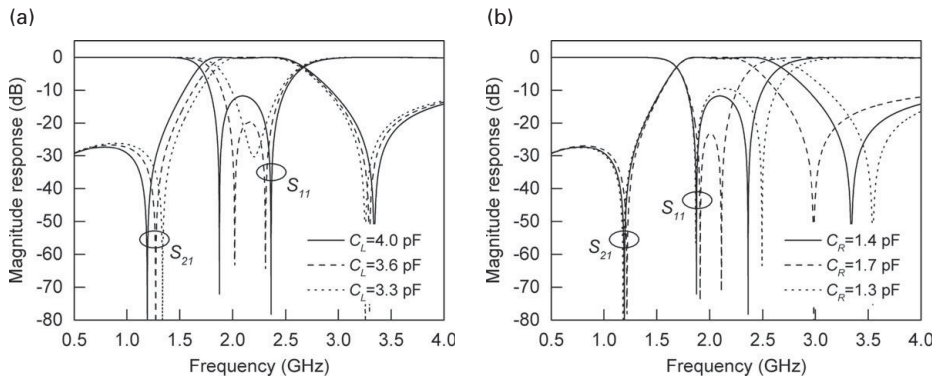 (a)
Magnitude response (dB)
0
-10
-20
-30
-40
-50
-60
-70
-80
S11
S21
CL=4.0 pF
CL=3.6 pF
CL=3.3 pF
0.5 1.0 1.5 2.0 2.5 3.0 3.5 4.0
Frequency (GHz)
(b)
Magnitude response (dB)
0
-10
-20
-30
-40
-50
-60
-70
-80
S11
S21
CR=1.4 pF
CR=1.7 pF
CR=1.3 pF
0.5 1.0 1.5 2.0 2.5 3.0 3.5 4.0
Frequency (GHz)